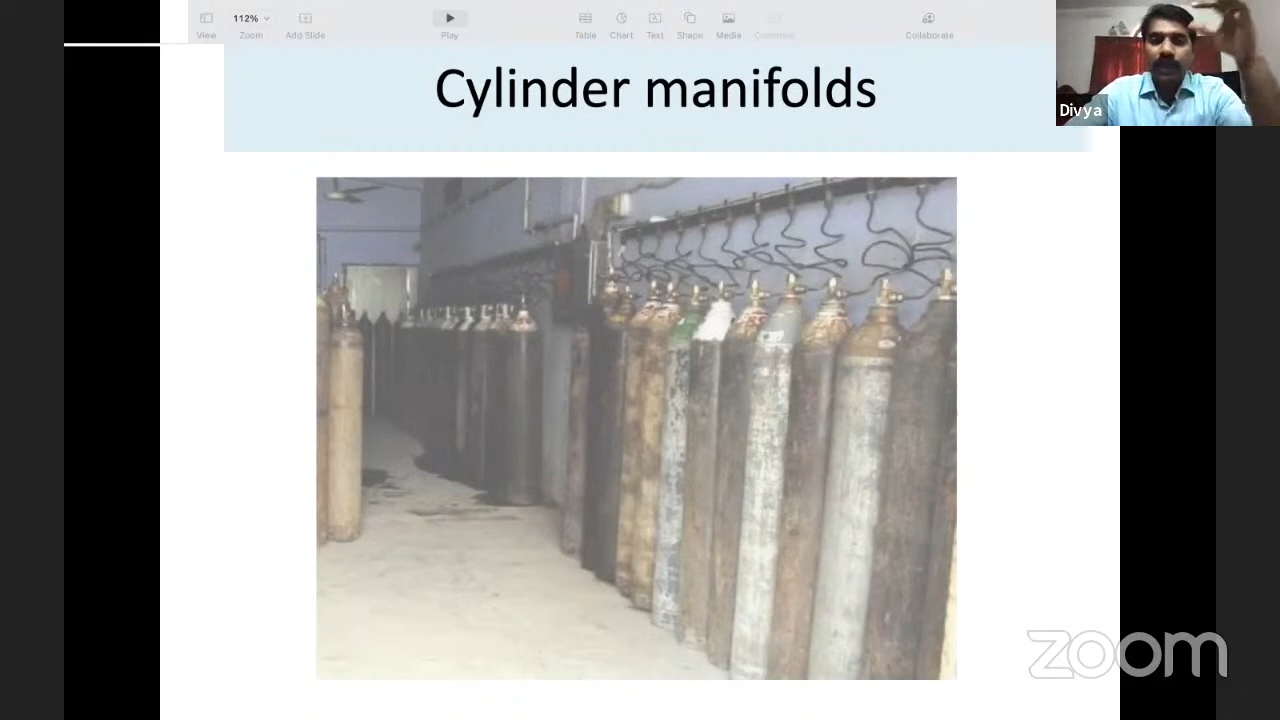 112%
View Zoom Add Slide Play Table Chart Text Shape Media Comment Collaborate
Cylinder manifolds
Divya
zoom